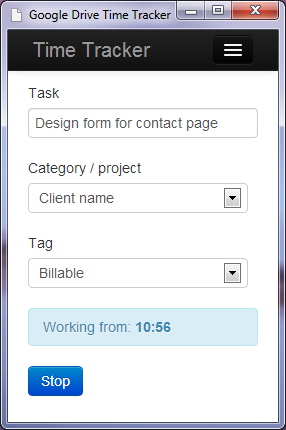 Google Drive Time Tracker
Time Tracker
Task
Design form for contact page
Category / project
Client name
Tag
Billable
Working from: 10:56
Stop